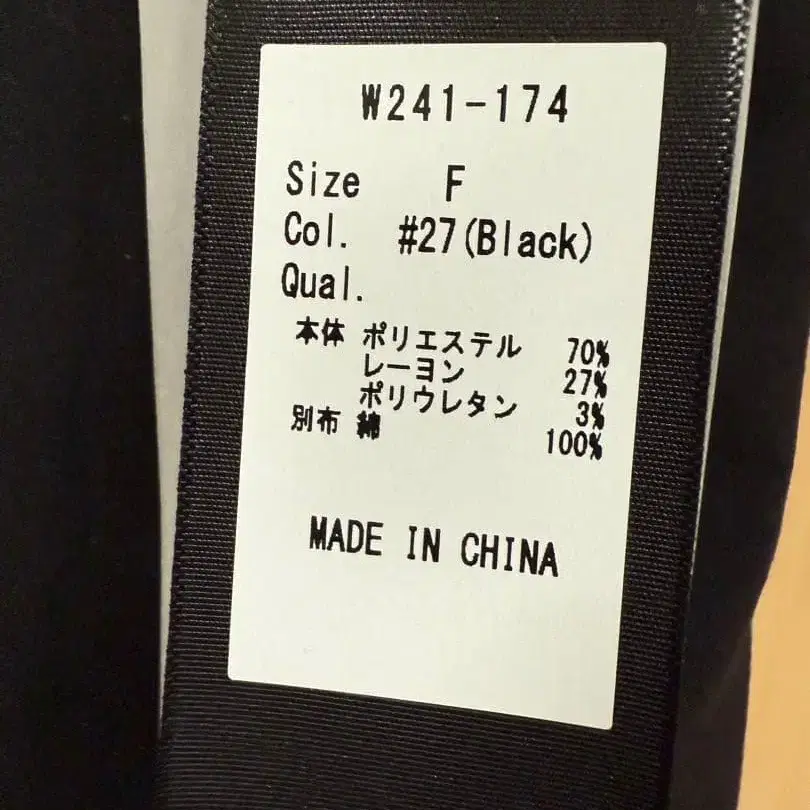 W241-174
Size F
Col. #27(Black)
Qual.
本体 ポリエステル 70%
レーヨン 27%
ポリウレタン 3%
別布 綿 100%
MADE IN CHINA